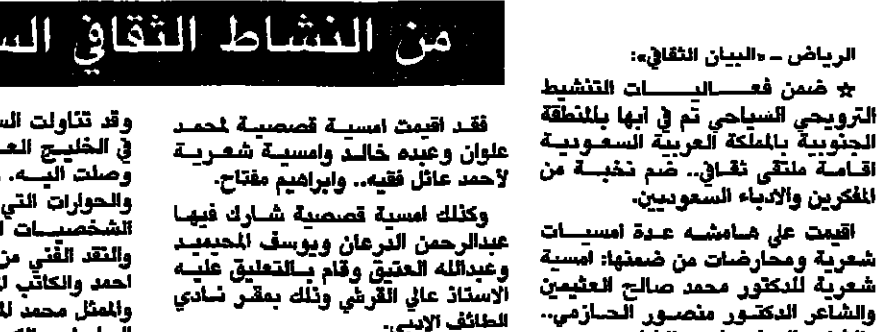 من النشاط الثقافي
الرياض - «البيان الثقافي»:
☆ ضمن فعـــاليـــات التنشيط
الترويحي السياحي تم في ابها بالمنطقة
الجنوبية بالمملكة العربية السعودية
اقامة ملتقى ثقافي.. ضم نخبة من
المفكرين والادباء السعوديين.
اقيمت على هامشه عدة امسيات
شعرية ومحارضات من ضمنها: امسية
شعرية للدكتور محمد صالح العثيمين
والشاعر الدكتور منصور الحازمي..
فقد اقيمت امسية قصصية لمحمد
علوان وعبده خالد وامسية شعرية
لأحمد عائل فقيه.. وابراهيم مفتاح.
وكذلك امسية قصصية شارك فيها
عبدالرحمن الدرعان ويوسف المحيميد
وعبدالله العتيق وقام بالتعليق عليه
الاستاذ عالي القرشي وذلك بمقر نادي
الطائف الادبي.
وقد تناولت
في الخليج
وصلت اليه.
والحوارات التي
الشخصيات
والنقد الفني من
احمد والكاتب
والممثل محمد